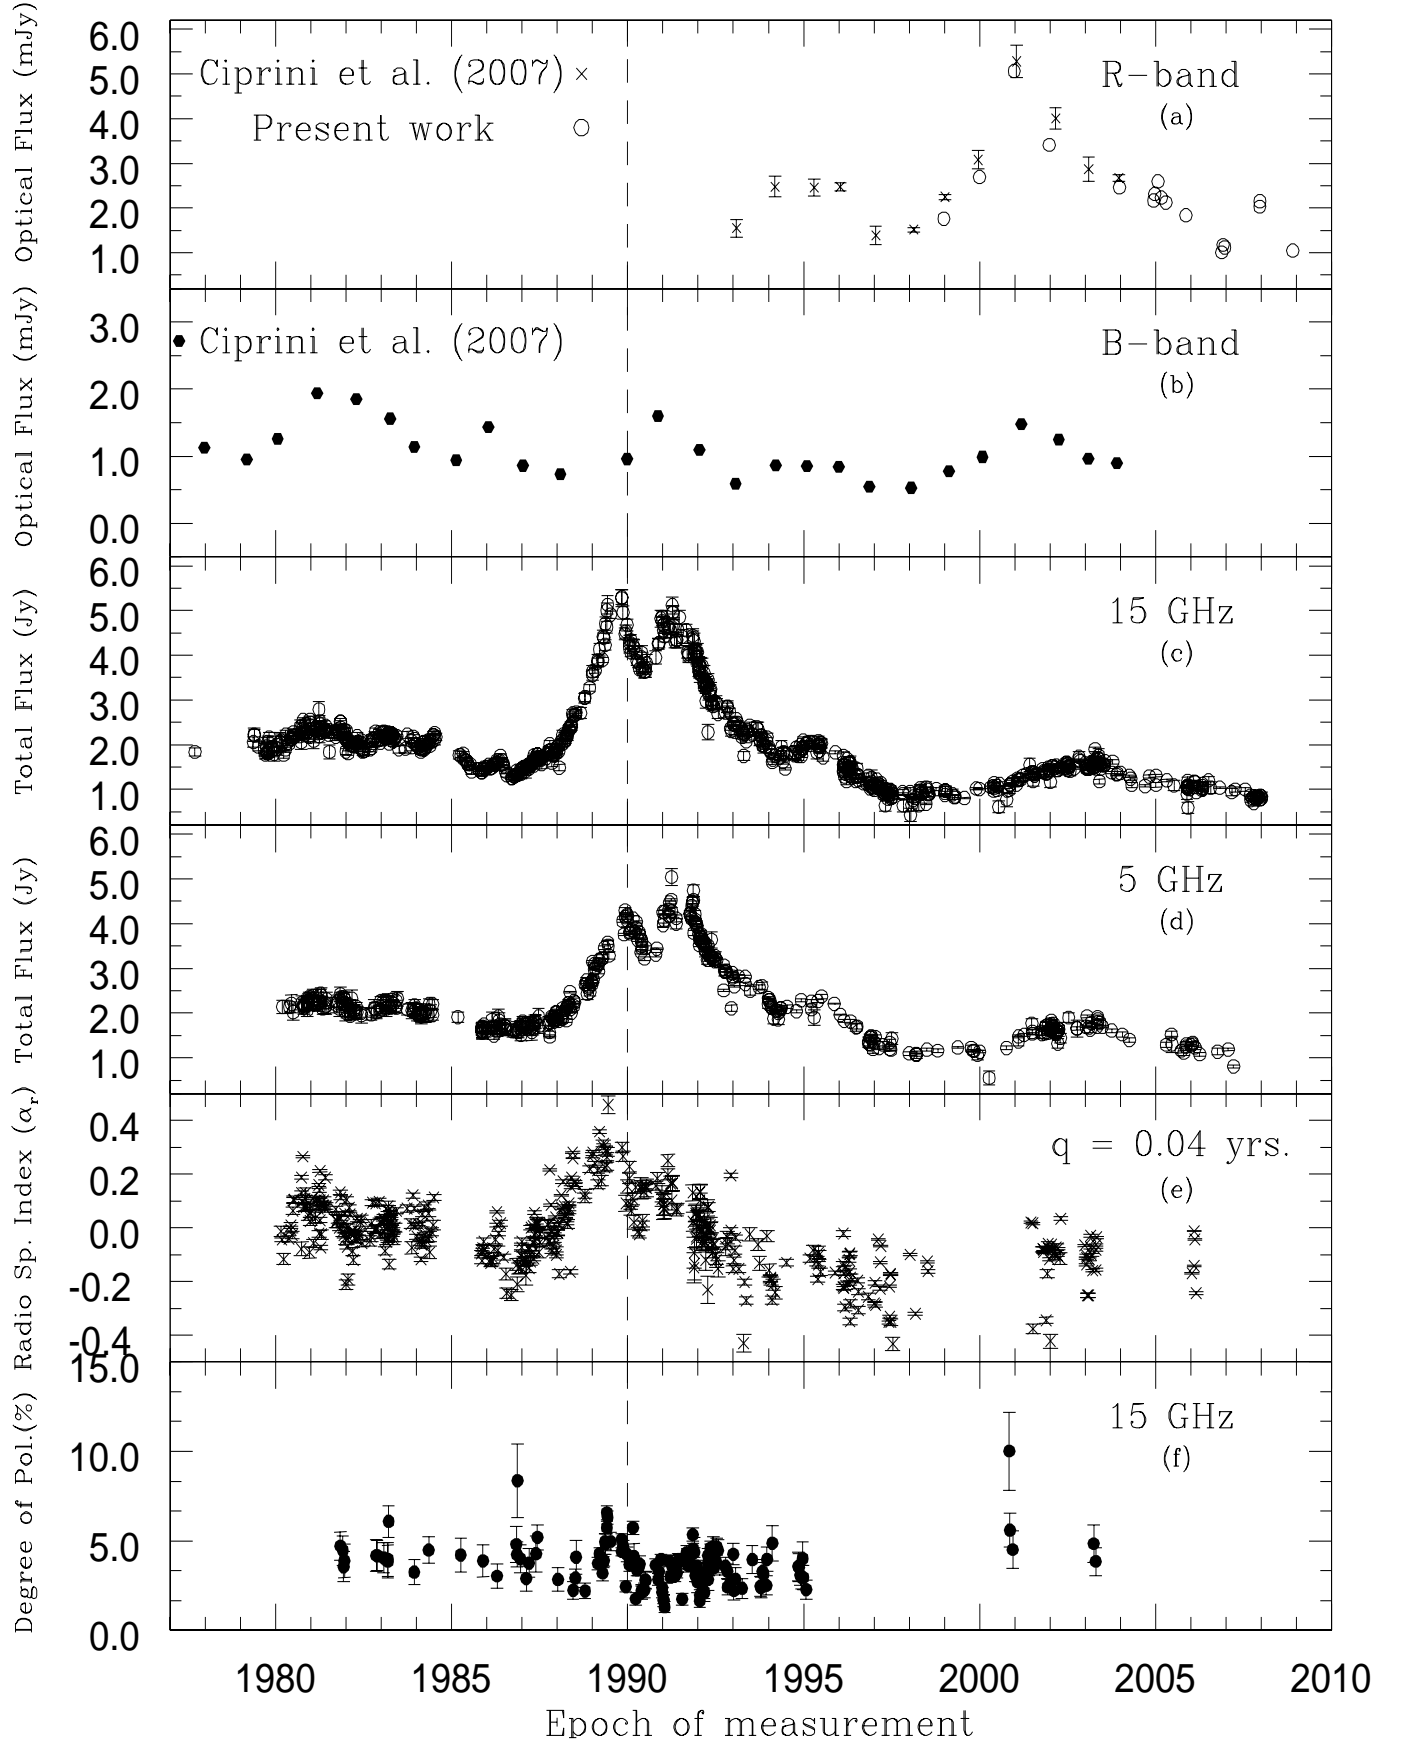 Optical Flux (mJy)
6.0
5.0
4.0
3.0
2.0
1.0
Ciprini et al. (2007) ×
Present work ○
R-band
(a)
Optical Flux (mJy)
3.0
2.0
1.0
0.0
Ciprini et al. (2007)
B-band
(b)
Total Flux (Jy)
6.0
5.0
4.0
3.0
2.0
1.0
15 GHz
(c)
Total Flux (Jy)
6.0
5.0
4.0
3.0
2.0
1.0
5 GHz
(d)
Radio Sp. Index (αr)
0.4
0.2
0.0
-0.2
-0.4
q = 0.04 yrs.
(e)
Degree of Pol.(%)
15.0
10.0
5.0
0.0
15 GHz
(f)
1980 1985 1990 1995 2000 2005 2010
Epoch of measurement